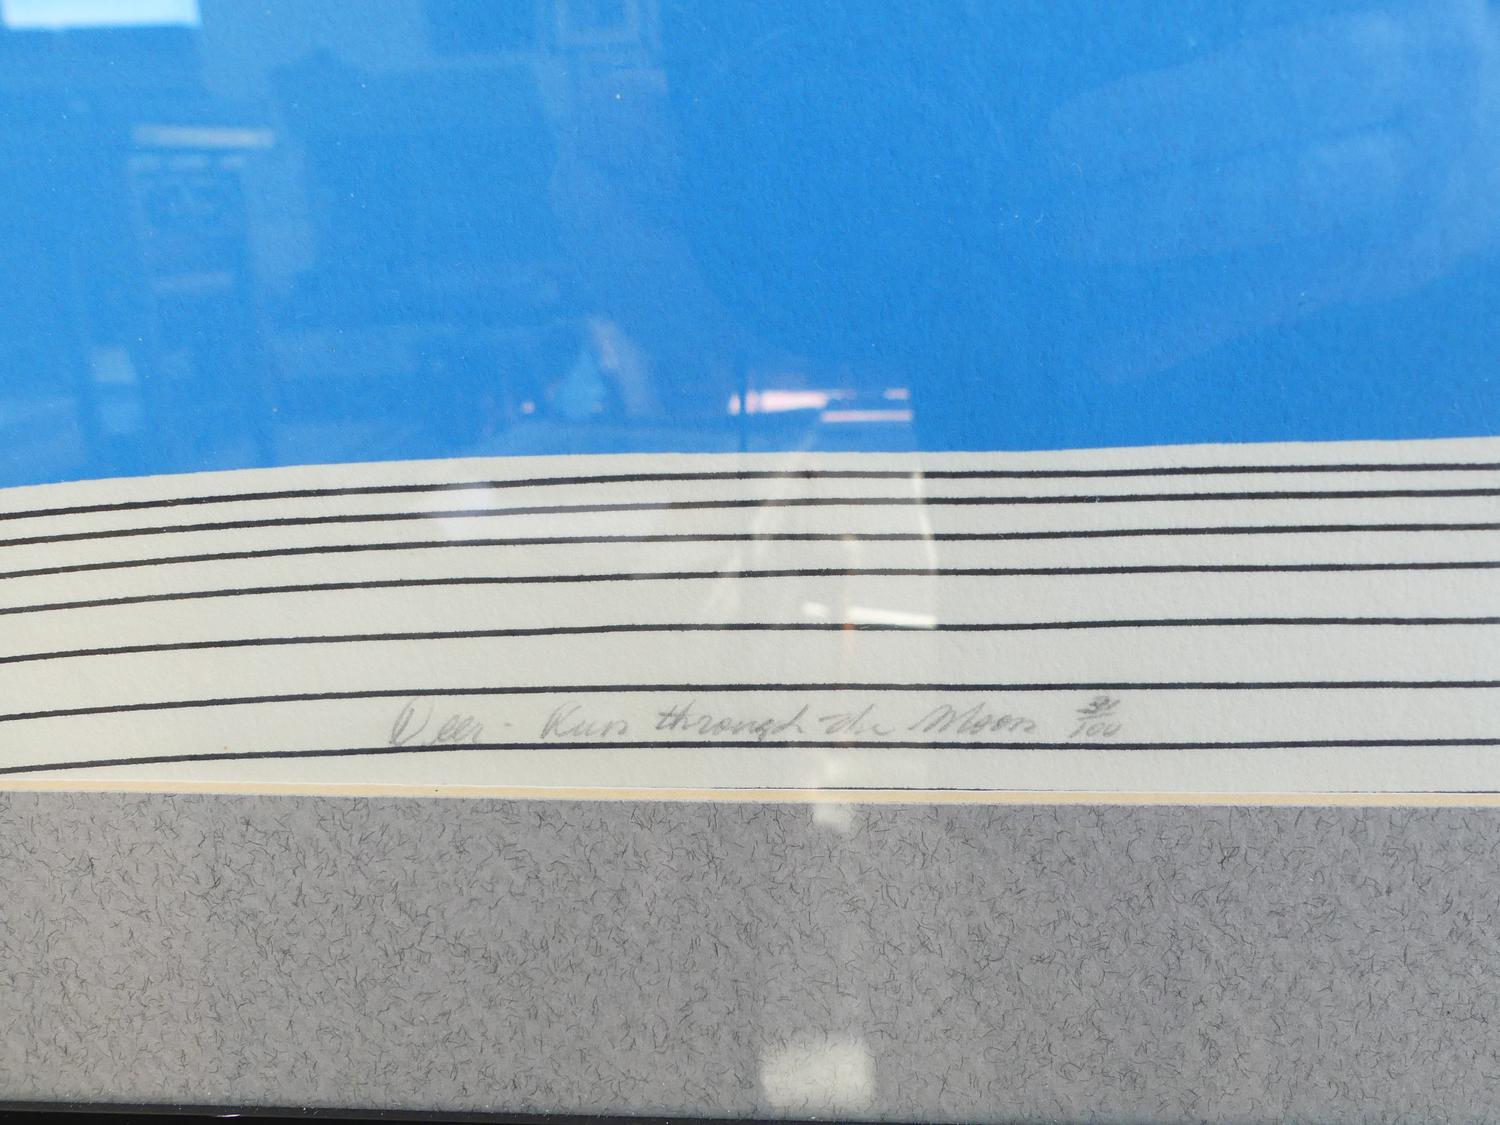 Deer - Run through the Moon 31/100